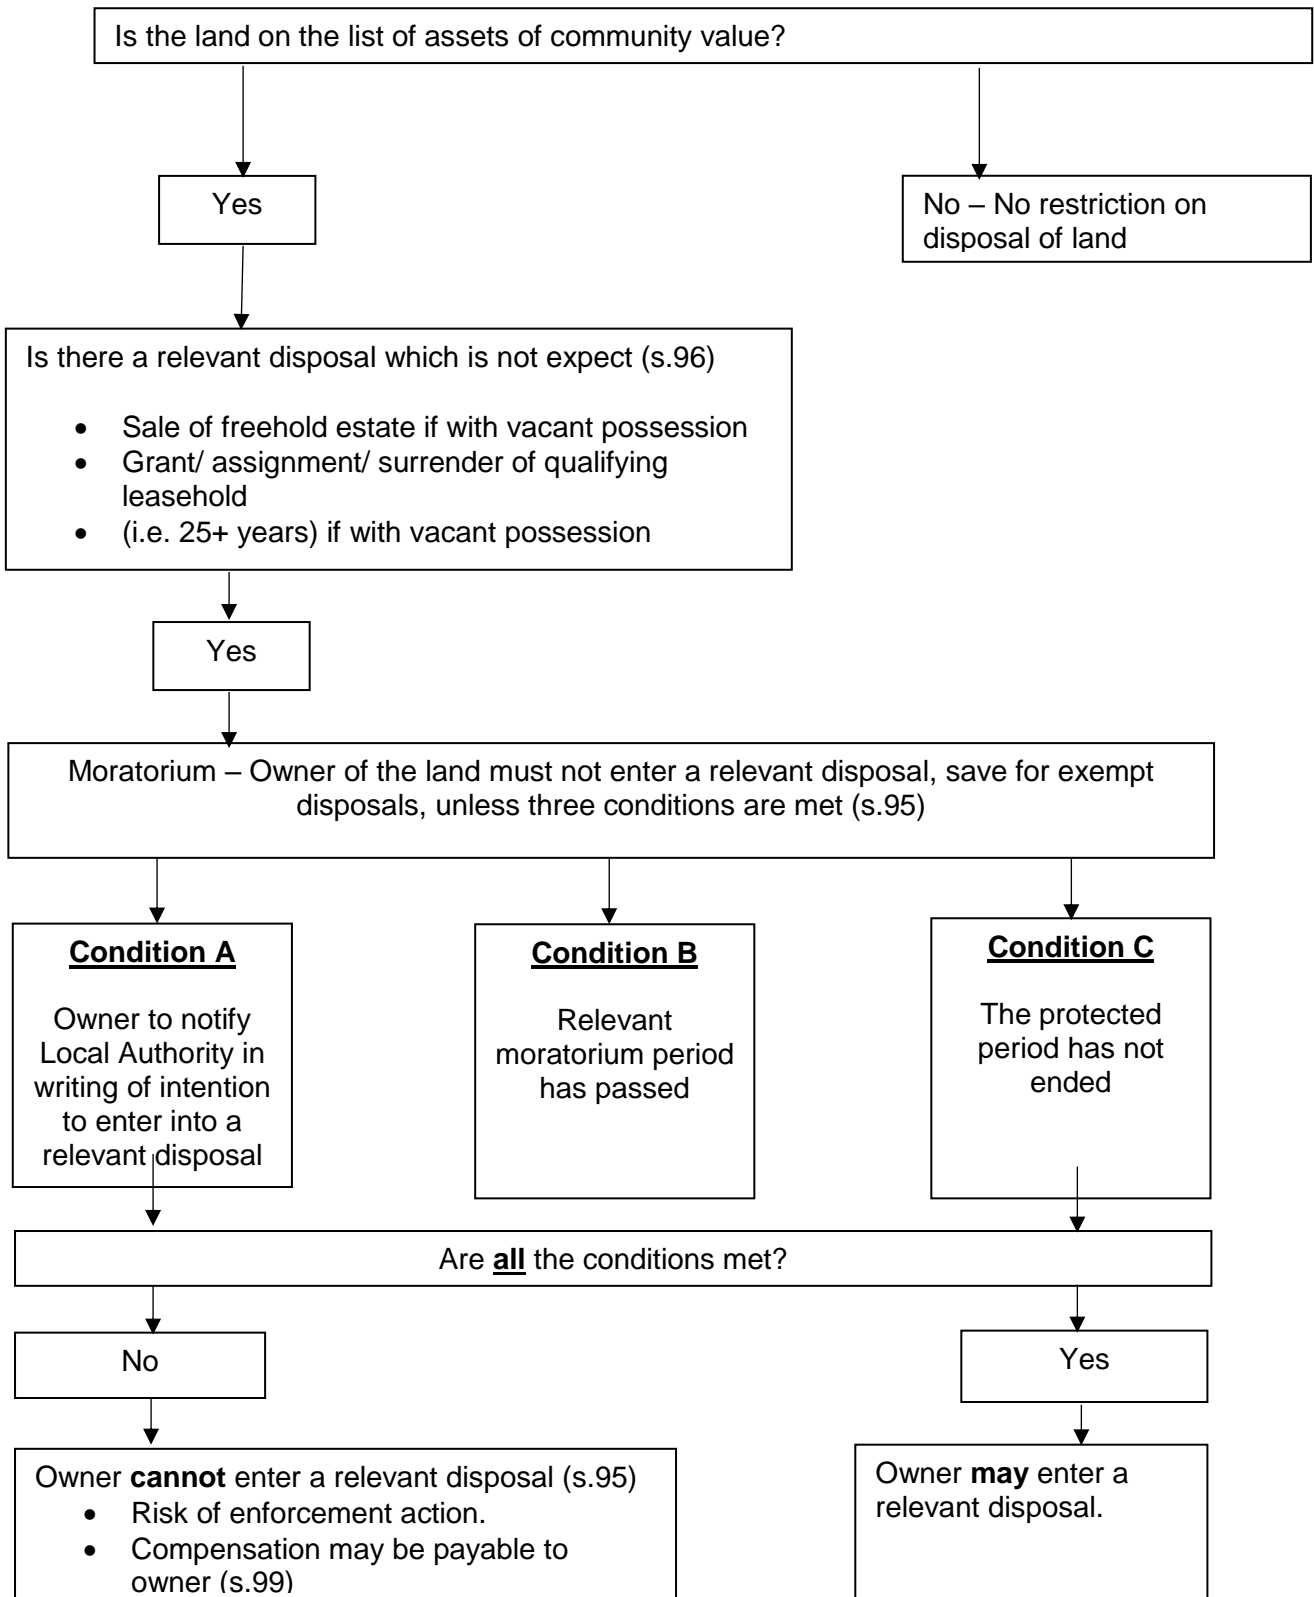 Is the land on the list of assets of community value?
Yes
No – No restriction on
disposal of land
Is there a relevant disposal which is not expect (s.96)
• Sale of freehold estate if with vacant possession
• Grant/ assignment/ surrender of qualifying
leasehold
• (i.e. 25+ years) if with vacant possession
Yes
Moratorium – Owner of the land must not enter a relevant disposal, save for exempt
disposals, unless three conditions are met (s.95)
Condition A
Owner to notify
Local Authority in
writing of intention
to enter into a
relevant disposal
Condition B
Relevant
moratorium period
has passed
Condition C
The protected
period has not
ended
Are all the conditions met?
No
Yes
Owner cannot enter a relevant disposal (s.95)
• Risk of enforcement action.
• Compensation may be payable to
owner (s.99)
Owner may enter a
relevant disposal.